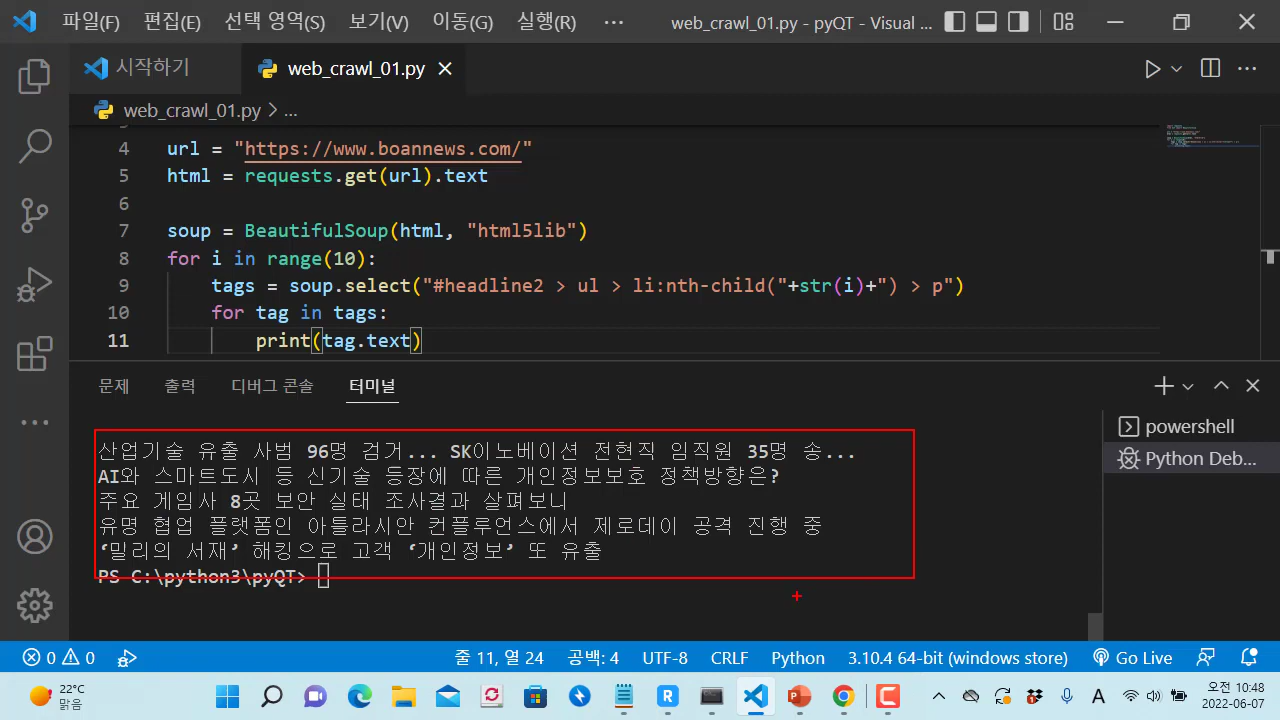 파일(F) 편집(E) 선택 영역(S) 보기(V) 이동(G) 실행(R) ··· web_crawl_01.py - pyQT - Visual ...
시작하기 web_crawl_01.py
web_crawl_01.py > ...
4 url = "https://www.boannews.com/"
5 html = requests.get(url).text
6
7 soup = BeautifulSoup(html, "html5lib")
8 for i in range(10):
9 tags = soup.select("#headline2 > ul > li:nth-child("+str(i)+") > p")
10 for tag in tags:
11 print(tag.text)
문제 출력 디버그 콘솔 터미널
산업기술 유출 사범 96명 검거... SK이노베이션 전현직 임직원 35명 송...
AI와 스마트도시 등 신기술 등장에 따른 개인정보보호 정책방향은?
주요 게임사 8곳 보안 실태 조사결과 살펴보니
유명 협업 플랫폼인 아틀라시안 컨플루언스에서 제로데이 공격 진행 중
‘밀리의 서재’ 해킹으로 고객 ‘개인정보’ 또 유출
PS C:\python3\pyQT>
powershell
Python Deb...
0 0 줄 11, 열 24 공백: 4 UTF-8 CRLF Python 3.10.4 64-bit (windows store) Go Live
22°C
맑음
A
오전 10:48
2022-06-07